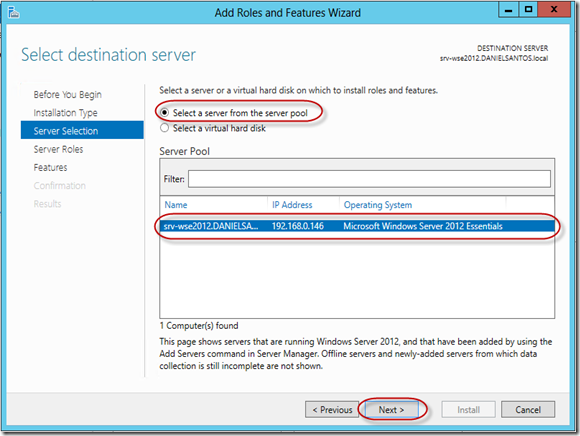 Add Roles and Features Wizard
Select destination server
DESTINATION SERVER
srv-wse2012.DANIELSANTOS.local
Before You Begin
Installation Type
Server Selection
Server Roles
Features
Confirmation
Results
Select a server or a virtual hard disk on which to install roles and features.
Select a server from the server pool
Select a virtual hard disk
Server Pool
Filter:
Name IP Address Operating System
srv-wse2012.DANIELSA... 192.168.0.146 Microsoft Windows Server 2012 Essentials
1 Computer(s) found
This page shows servers that are running Windows Server 2012, and that have been added by using the
Add Servers command in Server Manager. Offline servers and newly-added servers from which data
collection is still incomplete are not shown.
< Previous Next > Install Cancel